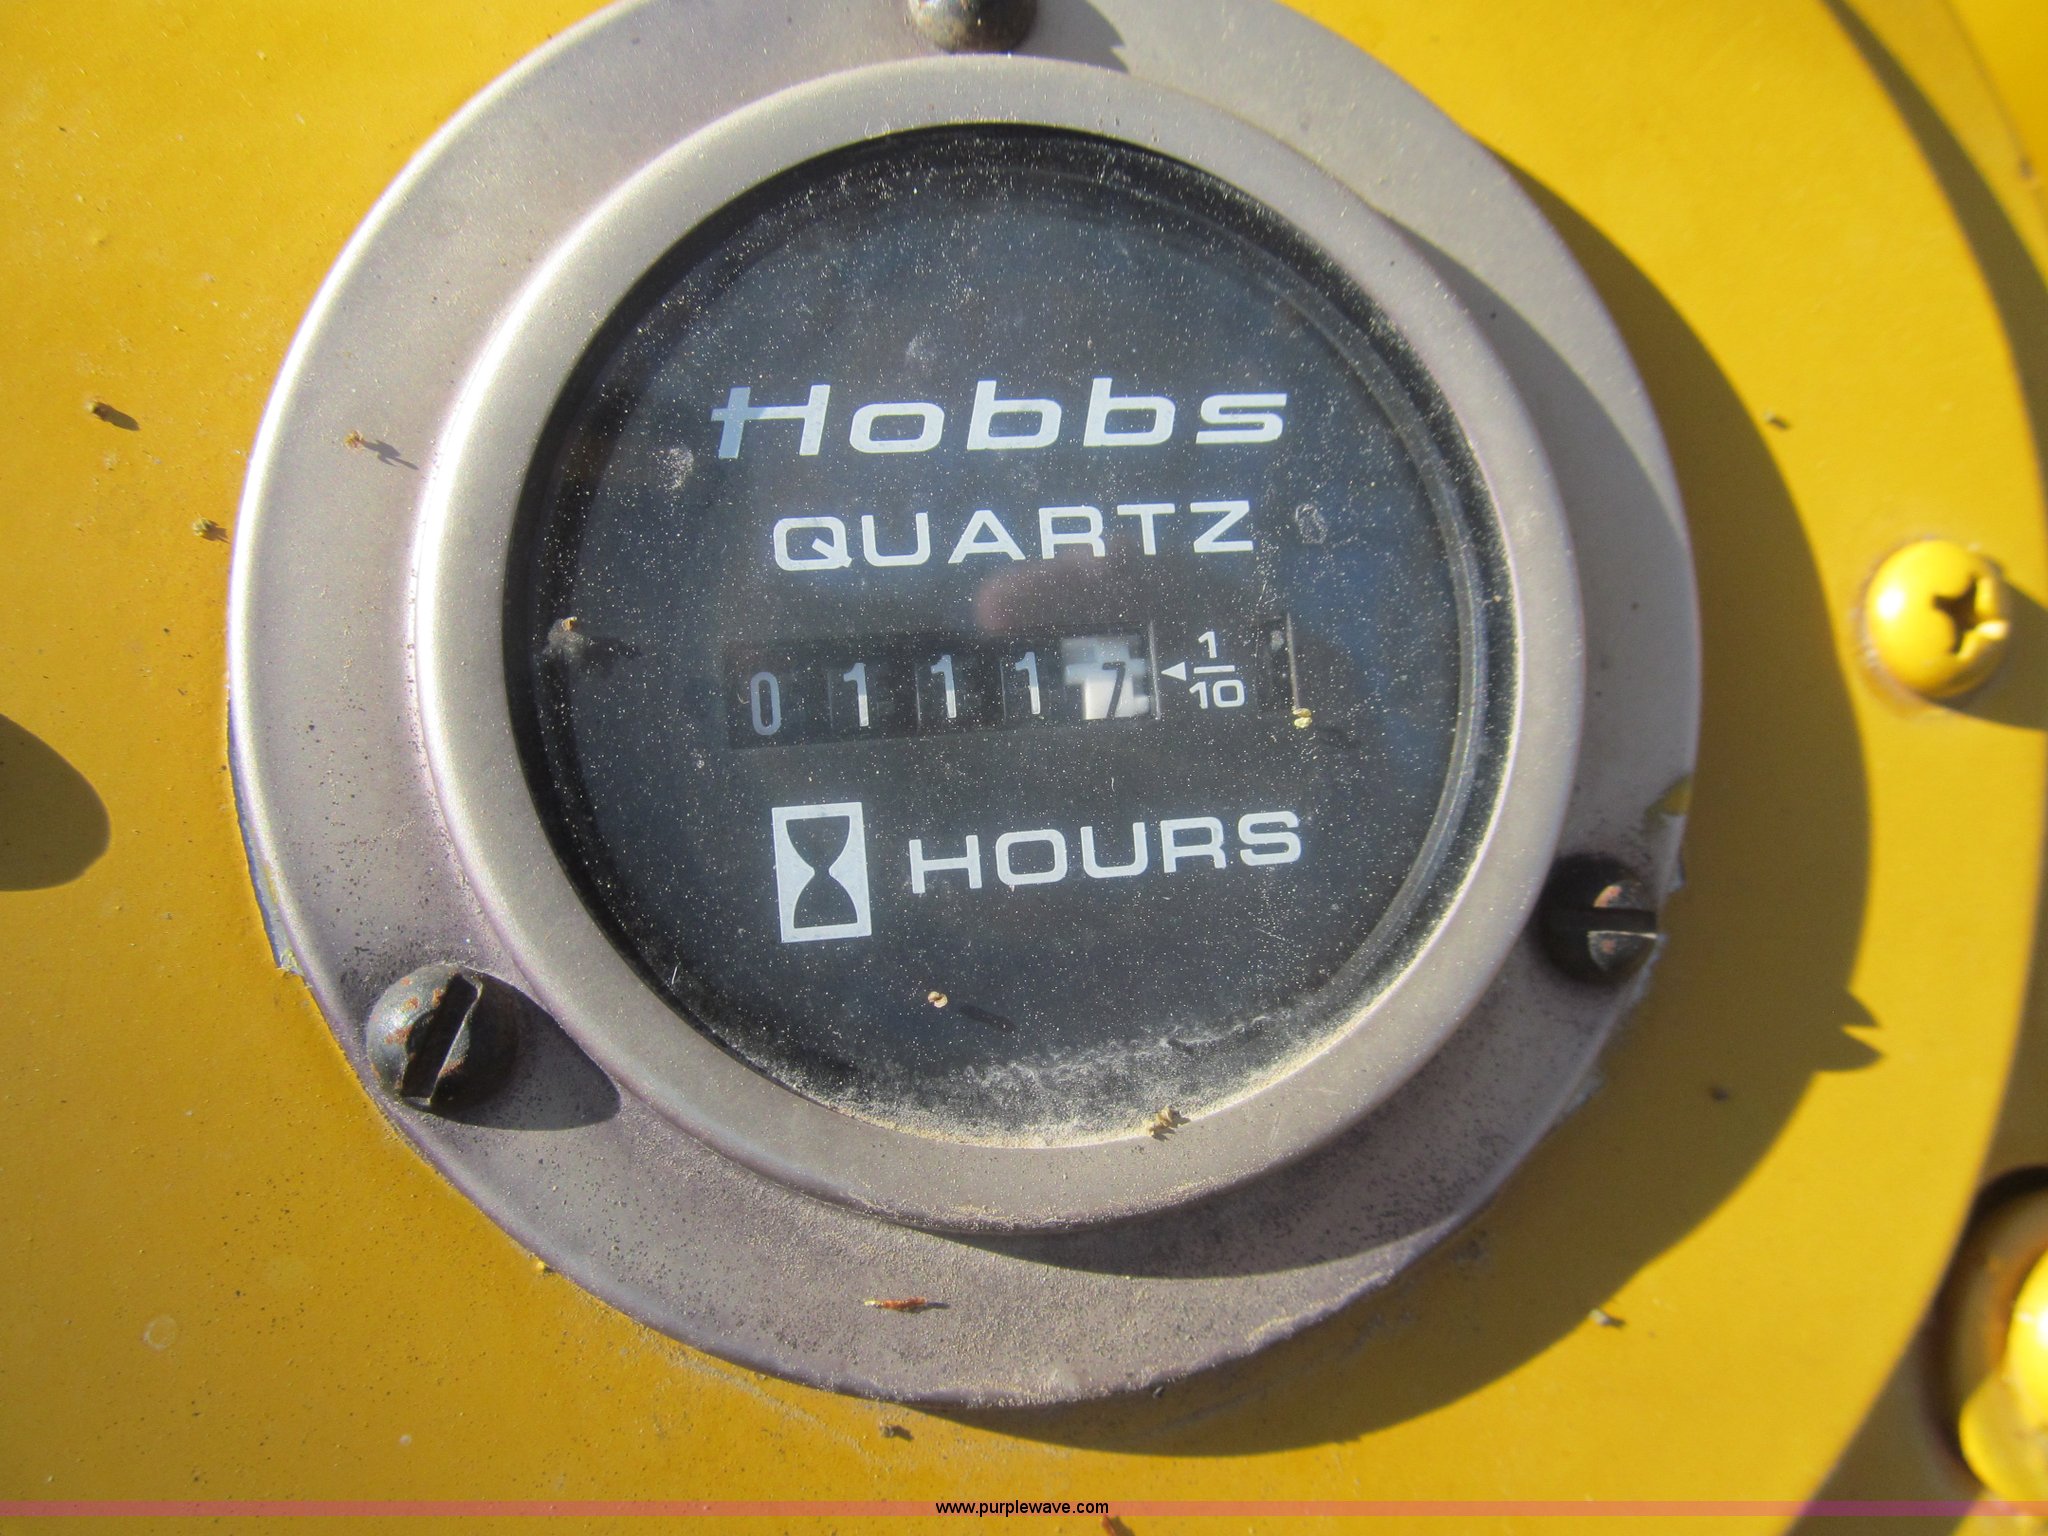 Hobbs
QUARTZ
0 1 1 1 7 ◄ 1/10
HOURS
www.purplewave.com